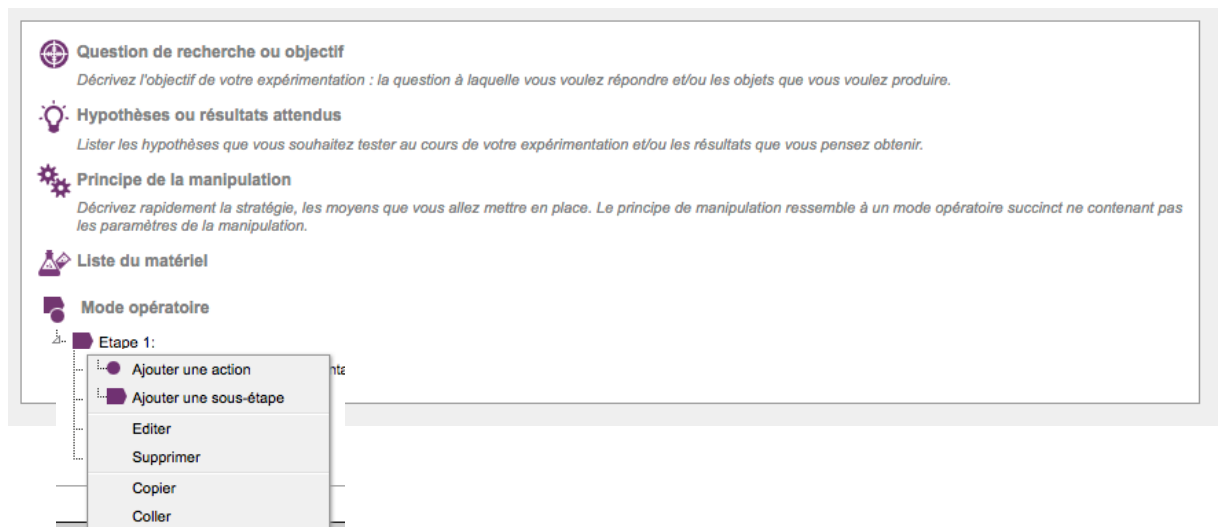 Question de recherche ou objectif
Décrivez l'objectif de votre expérimentation : la question à laquelle vous voulez répondre et/ou les objets que vous voulez produire.
Hypothèses ou résultats attendus
Lister les hypothèses que vous souhaitez tester au cours de votre expérimentation et/ou les résultats que vous pensez obtenir.
Principe de la manipulation
Décrivez rapidement la stratégie, les moyens que vous allez mettre en place. Le principe de manipulation ressemble à un mode opératoire succinct ne contenant pas
les paramètres de la manipulation.
Liste du matériel
Mode opératoire
Etape 1:
Ajouter une action
Ajouter une sous-étape
Editer
Supprimer
Copier
Coller